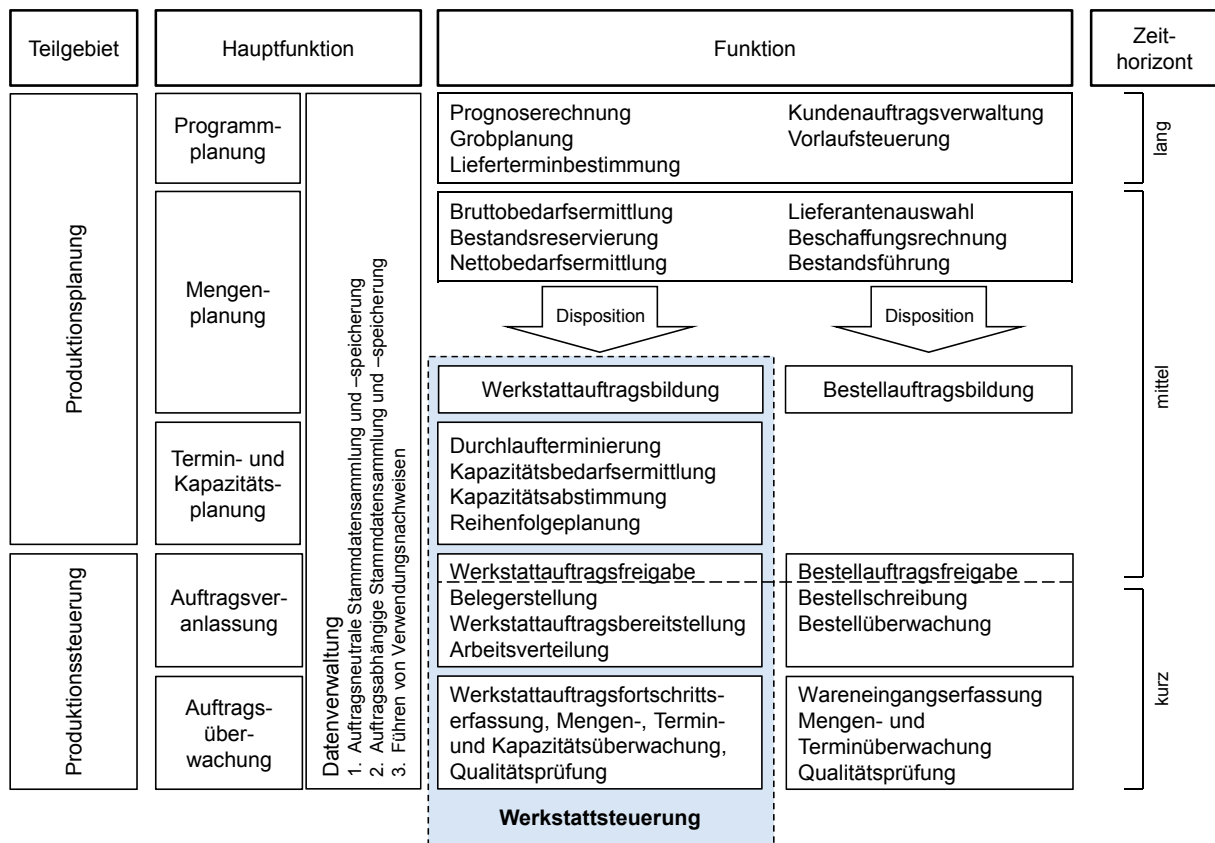 Teilgebiet
Hauptfunktion
Funktion
Zeit-
horizont
Produktionsplanung
Programm-
planung
Prognoserechnung
Grobplanung
Lieferterminbestimmung
Kundenauftragsverwaltung
Vorlaufsteuerung
lang
Mengen-
planung
Bruttobedarfsermittlung
Bestandsreservierung
Nettobedarfsermittlung
Lieferantenauswahl
Beschaffungsrechnung
Bestandsführung
Disposition
Disposition
Werkstattauftragsbildung
Bestellauftragsbildung
mittel
Termin- und
Kapazitäts-
planung
Durchlaufterminierung
Kapazitätsbedarfsermittlung
Kapazitätsabstimmung
Reihenfolgeplanung
Datenverwaltung
1. Auftragsneutrale Stammdatensammlung und –speicherung
2. Auftragsabhängige Stammdatensammlung und –speicherung
3. Führen von Verwendungsnachweisen
Produktionssteuerung
Auftragsver-
anlassung
Werkstattauftragsfreigabe
Belegerstellung
Werkstattauftragsbereitstellung
Arbeitsverteilung
Bestellauftragsfreigabe
Bestellschreibung
Bestellüberwachung
kurz
Auftrags-
über-
wachung
Werkstattauftragsfortschritts-
erfassung, Mengen-, Termin-
und Kapazitätsüberwachung,
Qualitätsprüfung
Wareneingangserfassung
Mengen- und
Terminüberwachung
Qualitätsprüfung
Werkstattsteuerung